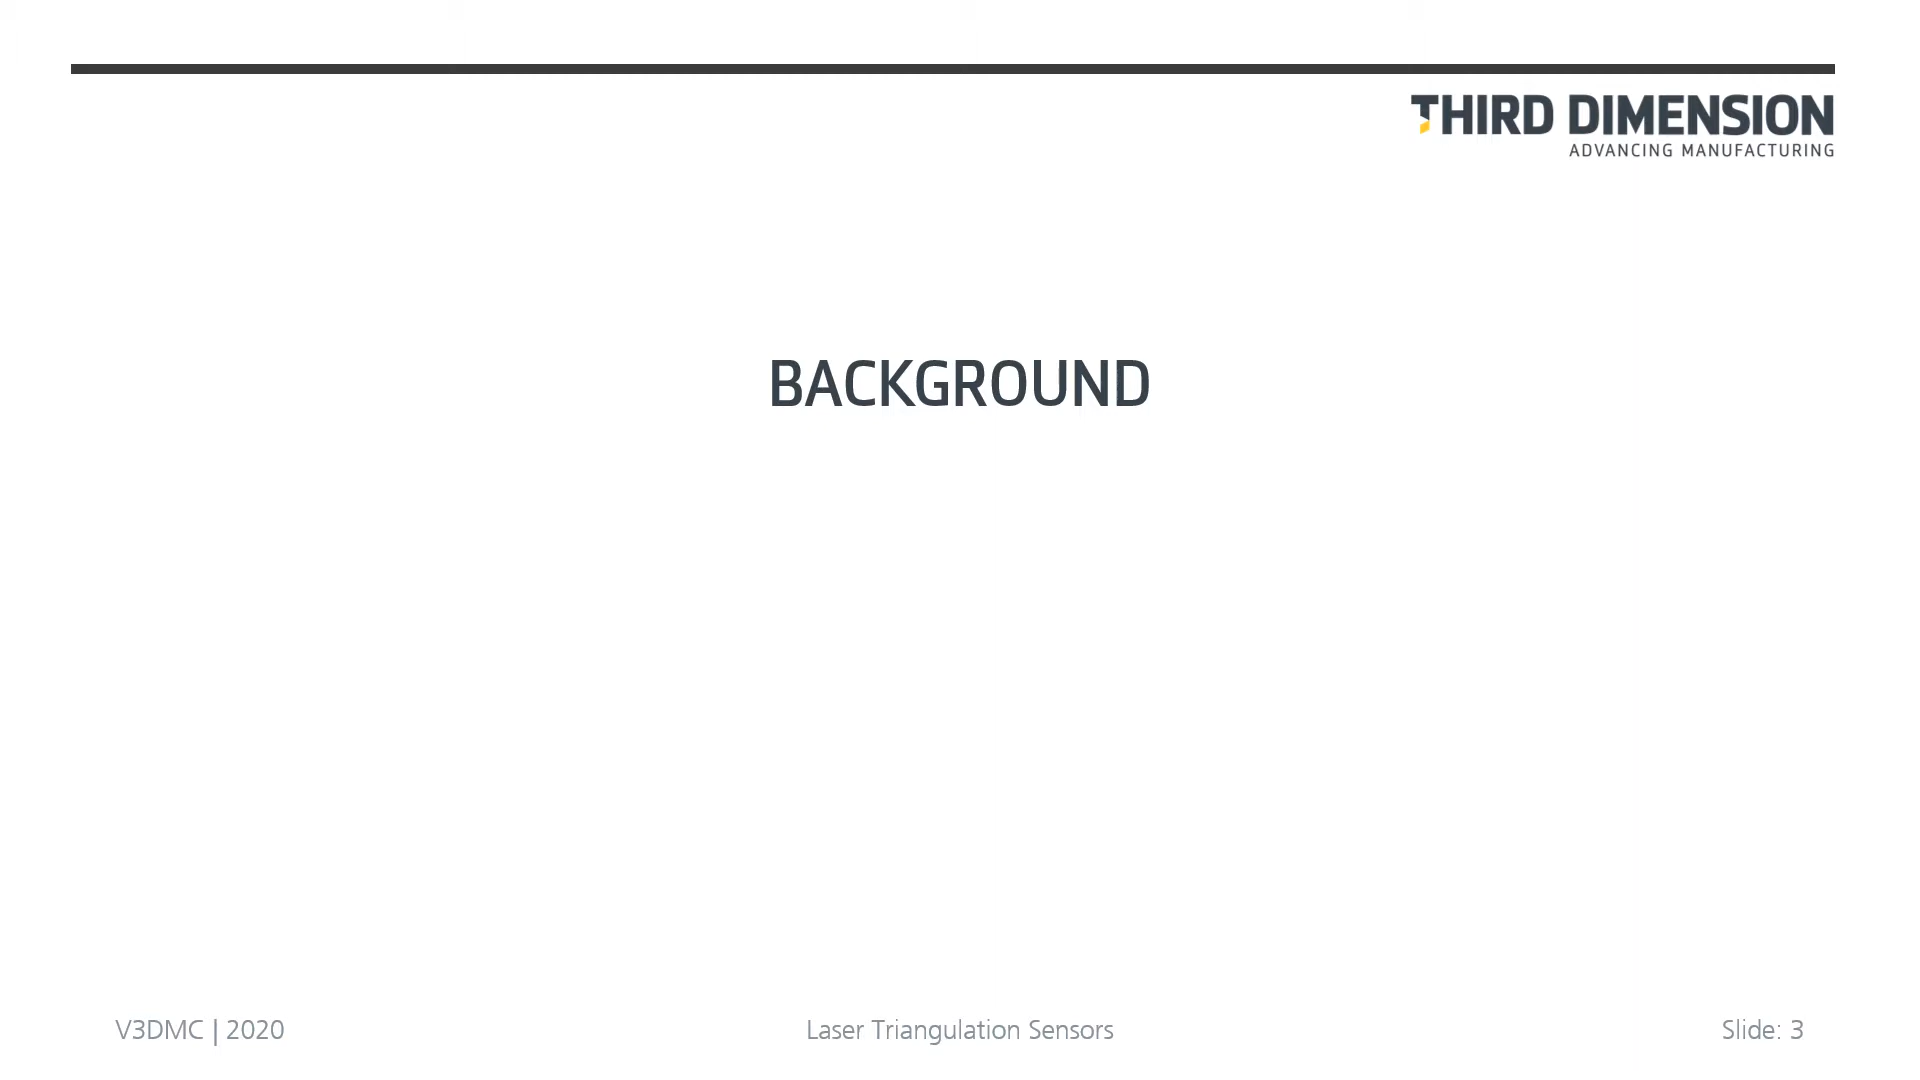 THIRD DIMENSION
ADVANCING MANUFACTURING
BACKGROUND
V3DMC | 2020
Laser Triangulation Sensors
Slide: 3